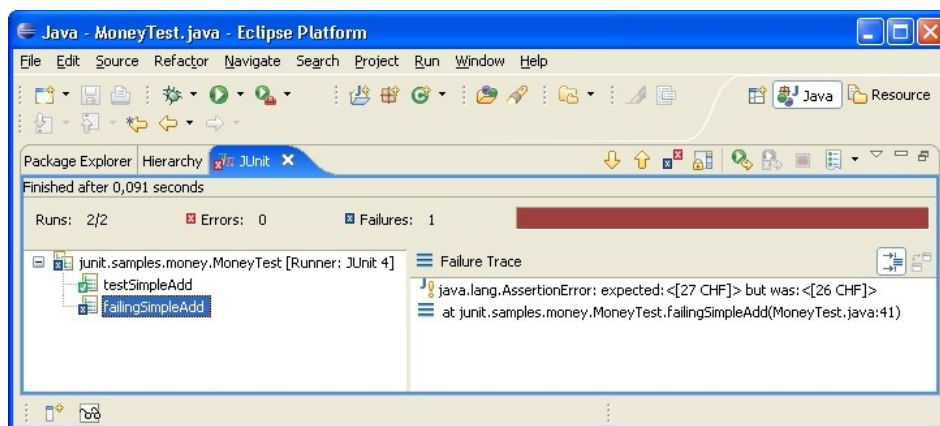 Java - MoneyTest.java - Eclipse Platform
File Edit Source Refactor Navigate Search Project Run Window Help
Java Resource
Package Explorer Hierarchy JUnit
Finished after 0,091 seconds
Runs: 2/2 Errors: 0 Failures: 1
junit.samples.money.MoneyTest [Runner: JUnit 4]
testSimpleAdd
failingSimpleAdd
Failure Trace
java.lang.AssertionError: expected:<[27 CHF]> but was:<[26 CHF]>
at junit.samples.money.MoneyTest.failingSimpleAdd(MoneyTest.java:41)